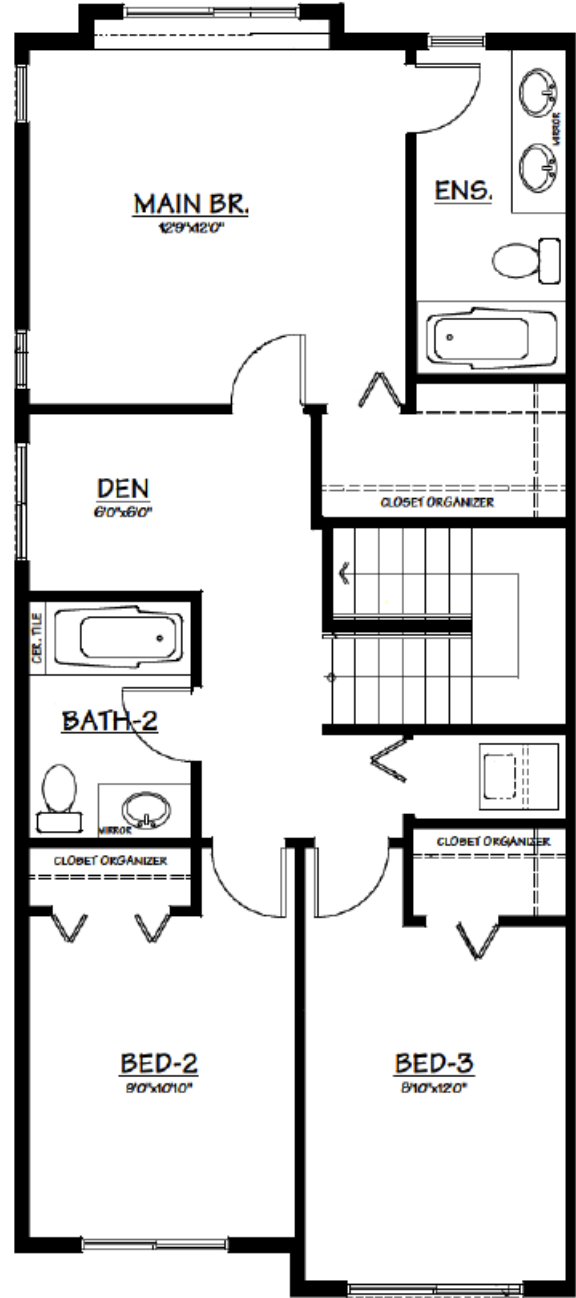 MIRROR
ENS.
MAIN BR.
12'9"x12'0"
DEN
6'0"x6'0"
CLOSET ORGANIZER
CER. TILE
BATH-2
MIRROR
CLOSET ORGANIZER
CLOSET ORGANIZER
BED-2
9'0"x10'10"
BED-3
8'10"x12'0"